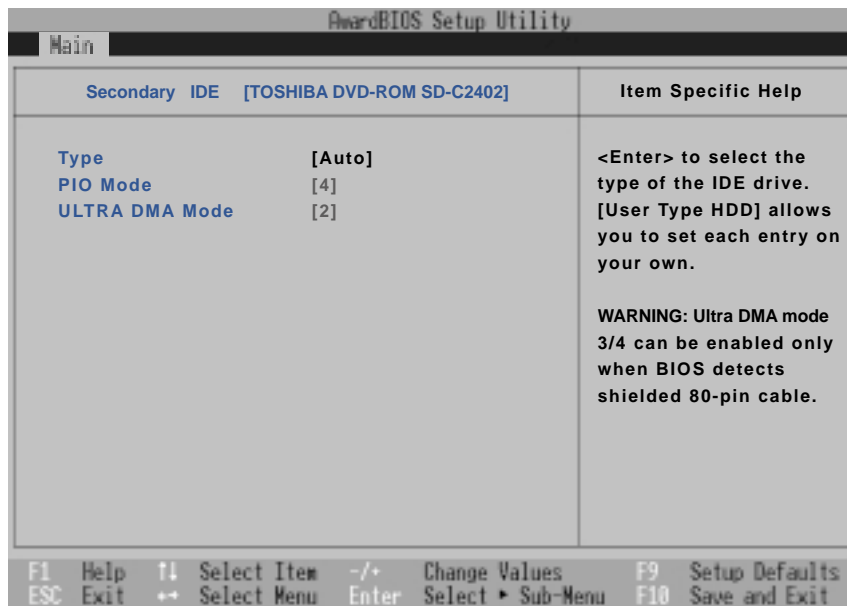 AwardBIOS Setup Utility
Main
Secondary IDE [TOSHIBA DVD-ROM SD-C2402]
Item Specific Help
Type [Auto]
PIO Mode [4]
ULTRA DMA Mode [2]
<Enter> to select the
type of the IDE drive.
[User Type HDD] allows
you to set each entry on
your own.
WARNING: Ultra DMA mode
3/4 can be enabled only
when BIOS detects
shielded 80-pin cable.
F1 Help ↑↓ Select Item -/+ Change Values F9 Setup Defaults
ESC Exit ←→ Select Menu Enter Select ► Sub-Menu F10 Save and Exit